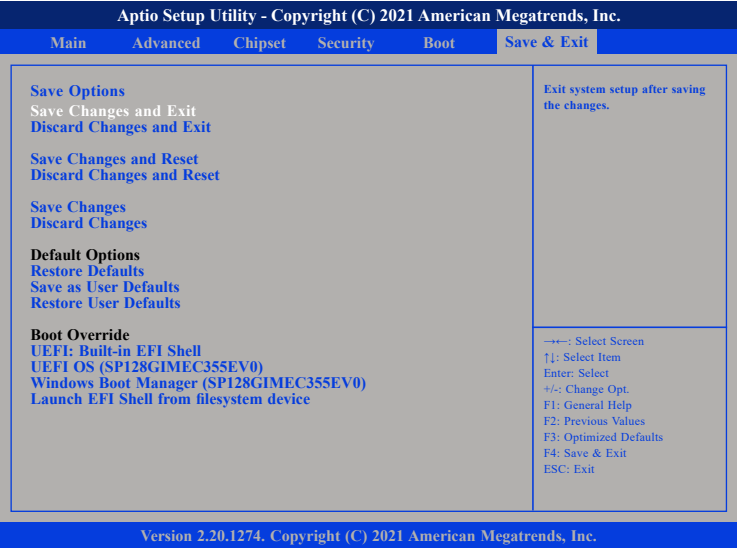 Aptio Setup Utility - Copyright (C) 2021 American Megatrends, Inc.
Main Advanced Chipset Security Boot Save & Exit
Save Options
Save Changes and Exit
Discard Changes and Exit
Save Changes and Reset
Discard Changes and Reset
Save Changes
Discard Changes
Default Options
Restore Defaults
Save as User Defaults
Restore User Defaults
Boot Override
UEFI: Built-in EFI Shell
UEFI OS (SP128GIMEC355EV0)
Windows Boot Manager (SP128GIMEC355EV0)
Launch EFI Shell from filesystem device
Exit system setup after saving
the changes.
→←: Select Screen
↑↓: Select Item
Enter: Select
+/-: Change Opt.
F1: General Help
F2: Previous Values
F3: Optimized Defaults
F4: Save & Exit
ESC: Exit
Version 2.20.1274. Copyright (C) 2021 American Megatrends, Inc.